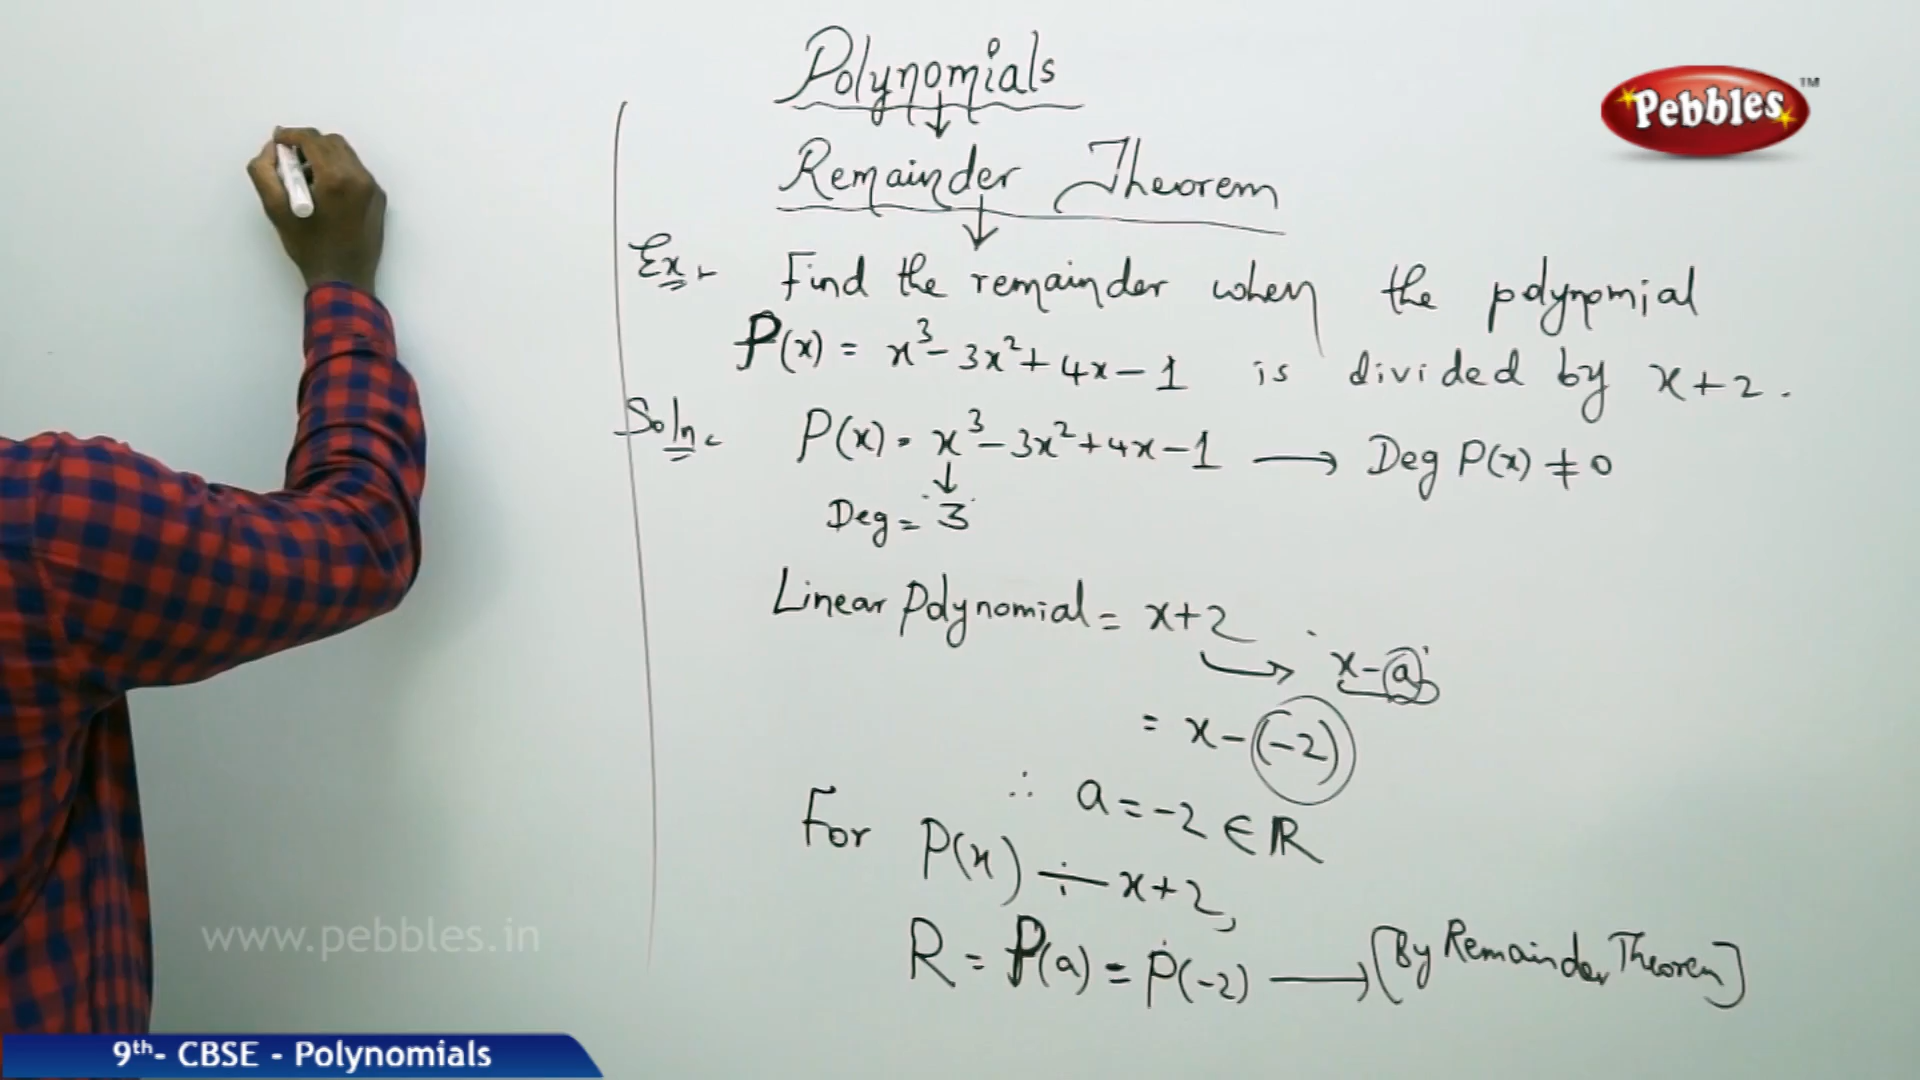 Polynomials
Remainder Theorem
Ex:- Find the remainder when the polynomial
P(x) = x³ - 3x² + 4x - 1 is divided by x + 2.
Soln:- P(x) = x³ - 3x² + 4x - 1 → Deg P(x) ≠ 0
↓
Deg = 3
Linear Polynomial = x + 2
→ x - a
= x - (-2)
∴ a = -2 ∈ R
For P(x) ÷ x + 2,
R = P(a) = P(-2) → [By Remainder Theorem]
Pebbles™
www.pebbles.in
9th- CBSE - Polynomials